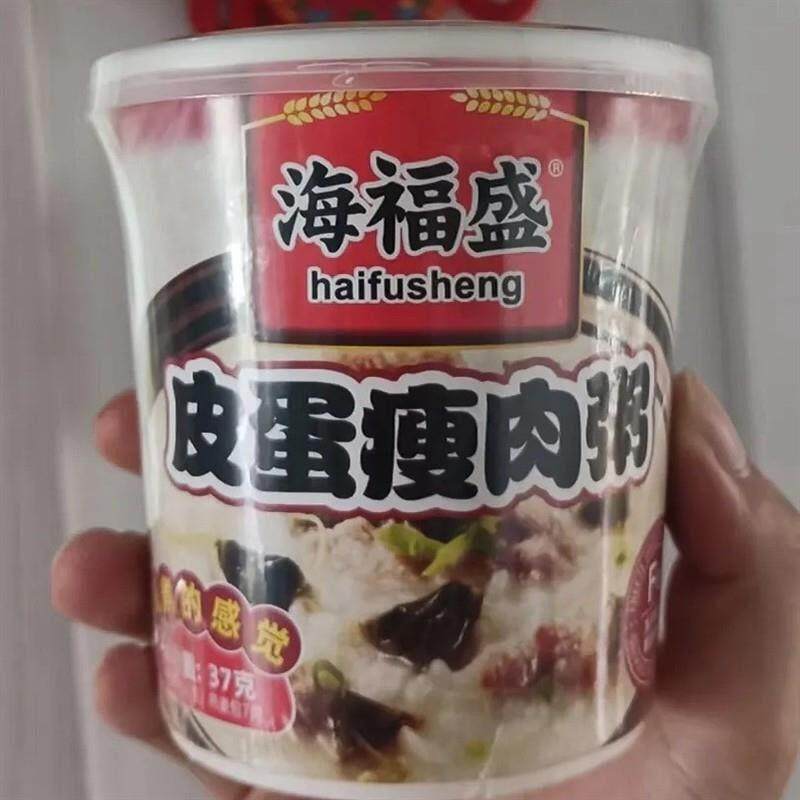 海福盛®
haifusheng
皮蛋瘦肉粥
的感觉
37克